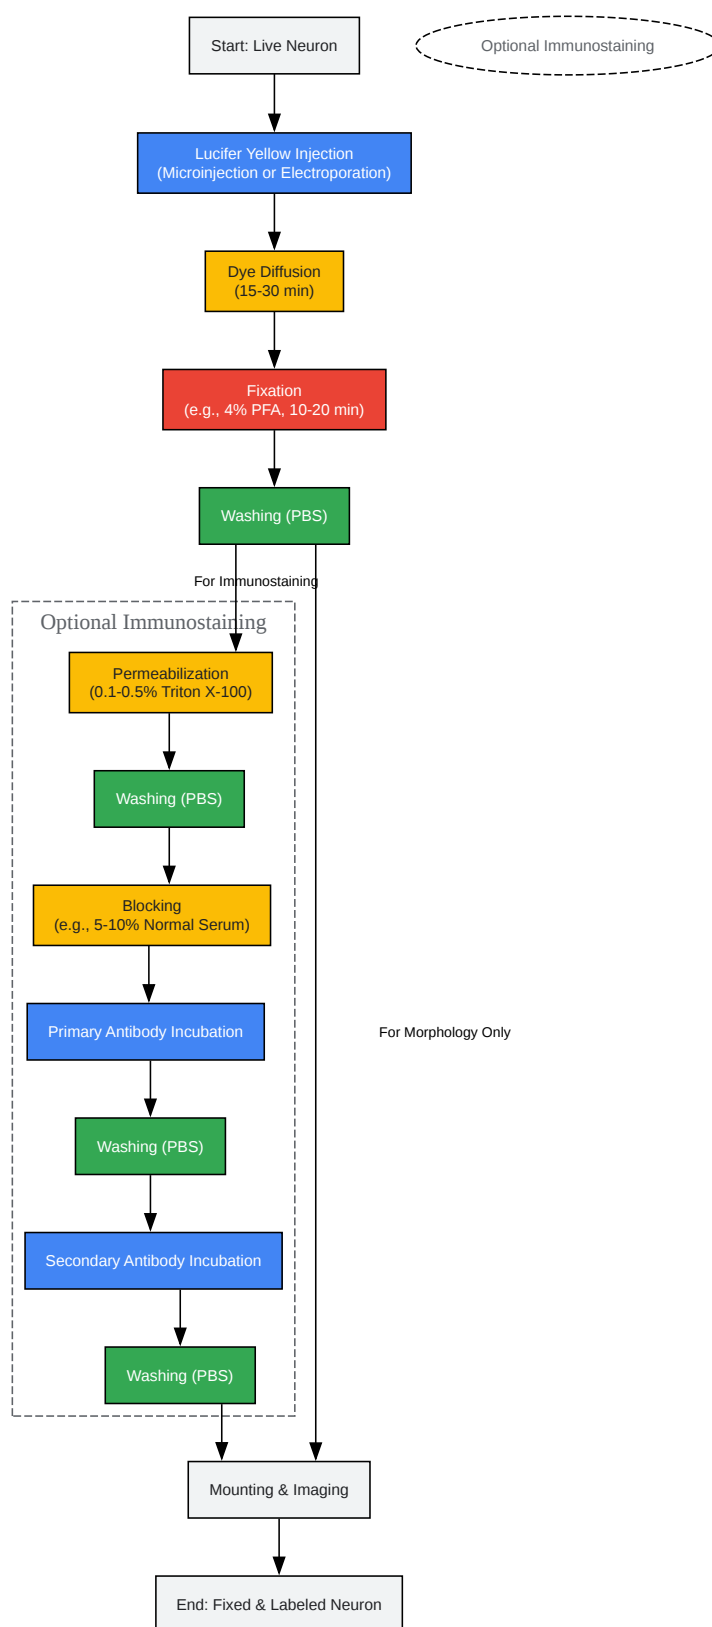 Start: Live Neuron
Optional Immunostaining
Lucifer Yellow Injection
(Microinjection or Electroporation)
Dye Diffusion
(15-30 min)
Fixation
(e.g., 4% PFA, 10-20 min)
Washing (PBS)
For Immunostaining
Optional Immunostaining
Permeabilization
(0.1-0.5% Triton X-100)
Washing (PBS)
Blocking
(e.g., 5-10% Normal Serum)
Primary Antibody Incubation
For Morphology Only
Washing (PBS)
Secondary Antibody Incubation
Washing (PBS)
Mounting & Imaging
End: Fixed & Labeled Neuron